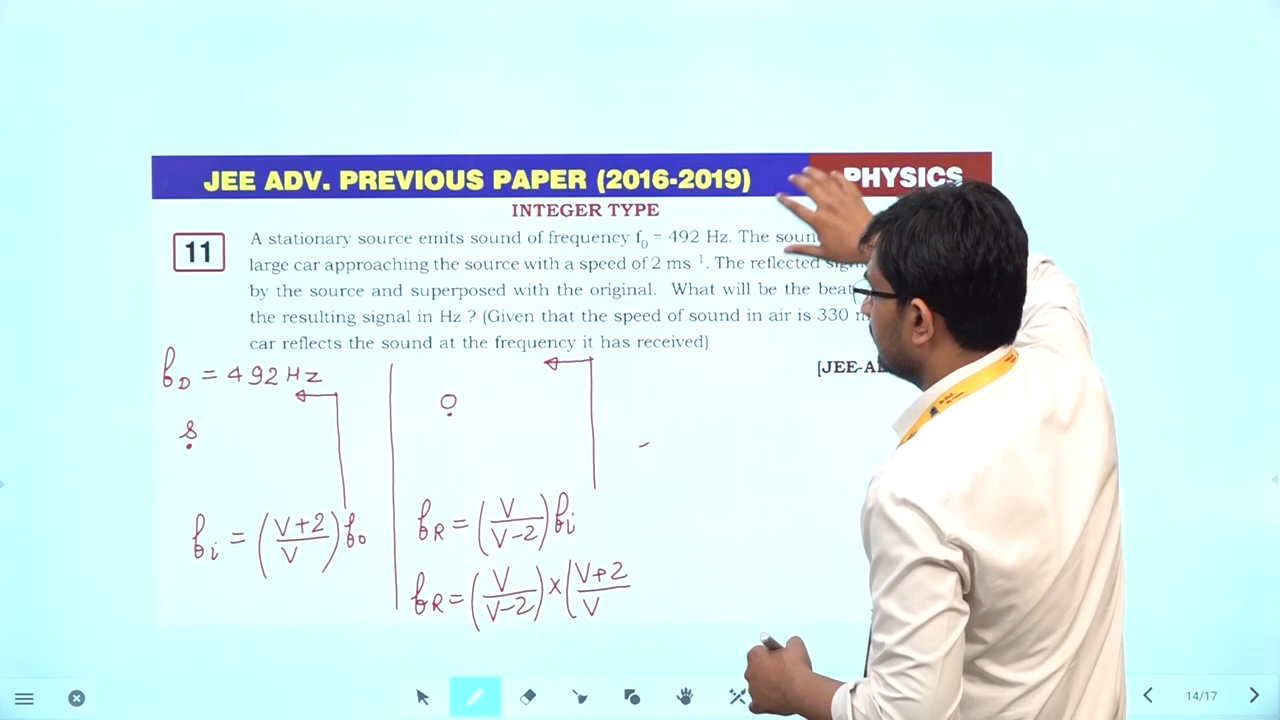 JEE ADV. PREVIOUS PAPER (2016-2019) PHYSICS
INTEGER TYPE
11
A stationary source emits sound of frequency f₀ = 492 Hz. The soun
large car approaching the source with a speed of 2 ms ¹. The reflected
by the source and superposed with the original. What will be the beat
the resulting signal in Hz ? (Given that the speed of sound in air is 330
car reflects the sound at the frequency it has received)
[JEE-A
f₀ = 492 Hz
S
O
fᵢ = (V+2/V) f₀
f_R = (V/V-2) fᵢ
f_R = (V/V-2) × (V+2/V
14/17